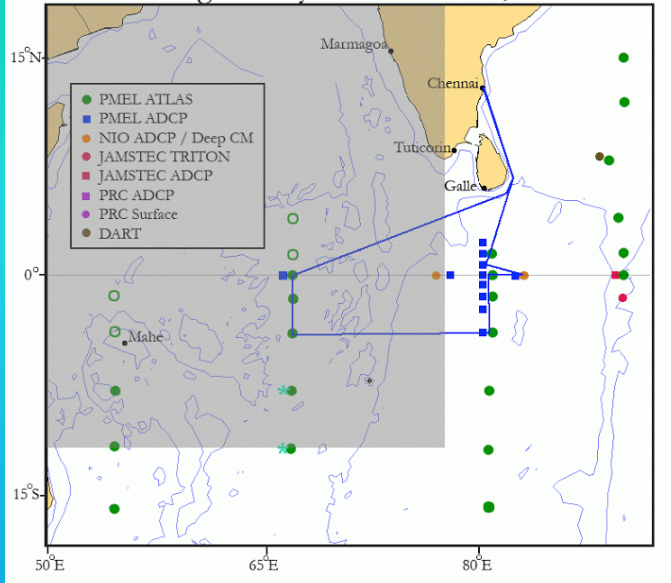 15°N
Marmagoa
Chennai
PMEL ATLAS
PMEL ADCP
NIO ADCP / Deep CM
JAMSTEC TRITON
JAMSTEC ADCP
PRC ADCP
PRC Surface
DART
Tuticorin
Galle
0°
Mahe
15°S
50°E
65°E
80°E